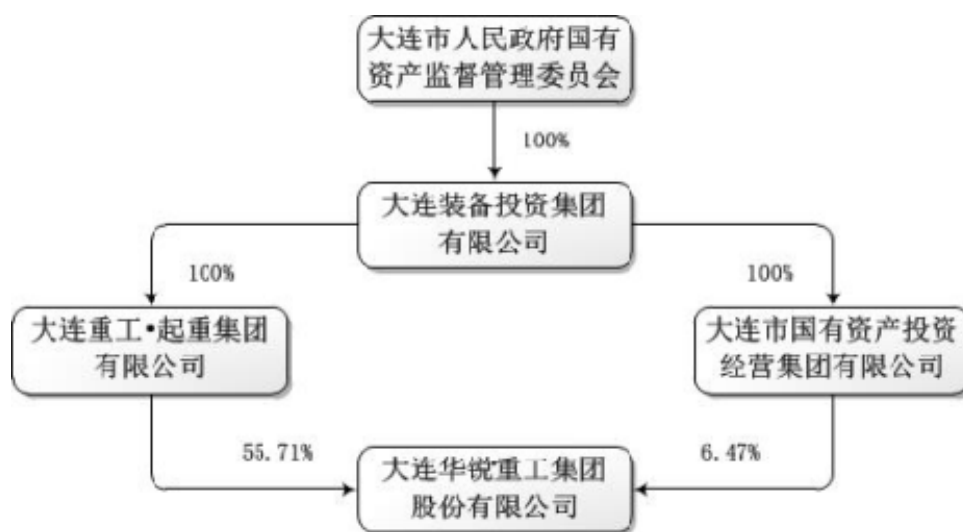 大连市人民政府国有
资产监督管理委员会
100%
大连装备投资集团
有限公司
100%
100%
大连重工•起重集团
有限公司
大连市国有资产投资
经营集团有限公司
55.71%
6.47%
大连华锐重工集团
股份有限公司